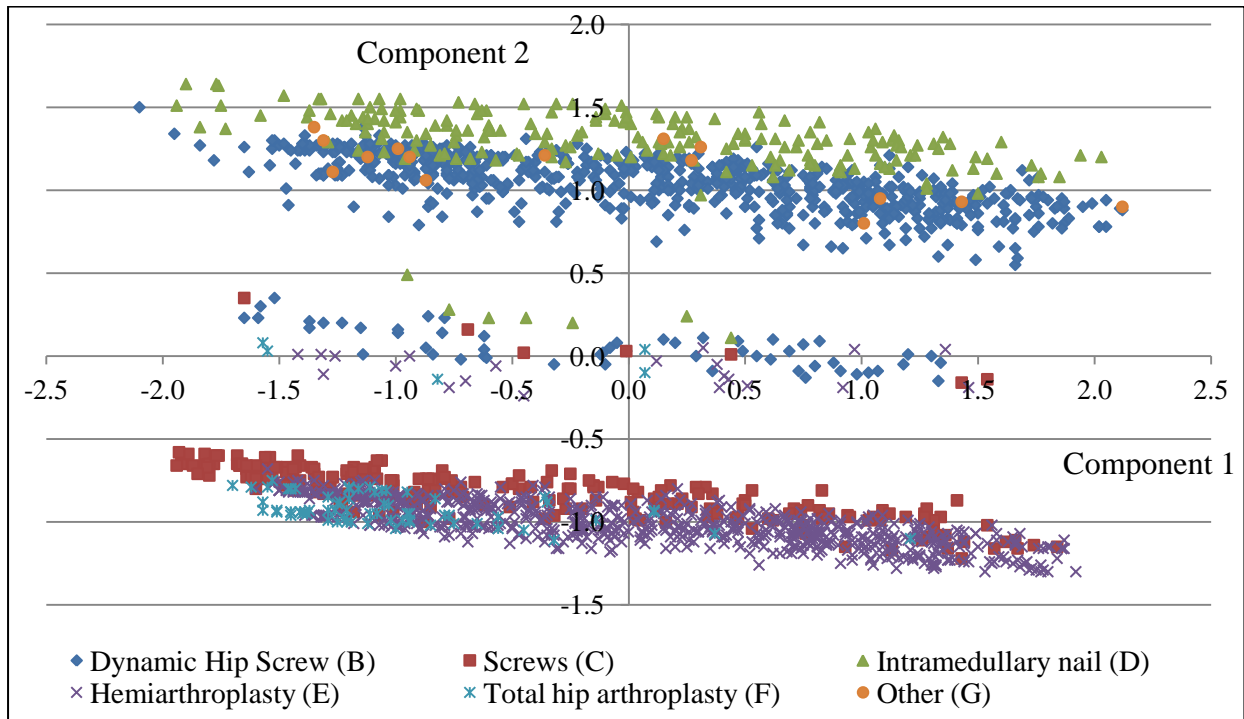 2.0
Component 2
1.5
1.0
0.5
0.0
-2.5 -2.0 -1.5 -1.0 -0.5 0.0 0.5 1.0 1.5 2.0 2.5
-0.5
Component 1
-1.0
-1.5
Dynamic Hip Screw (B) Screws (C) Intramedullary nail (D)
Hemiarthroplasty (E) Total hip arthroplasty (F) Other (G)